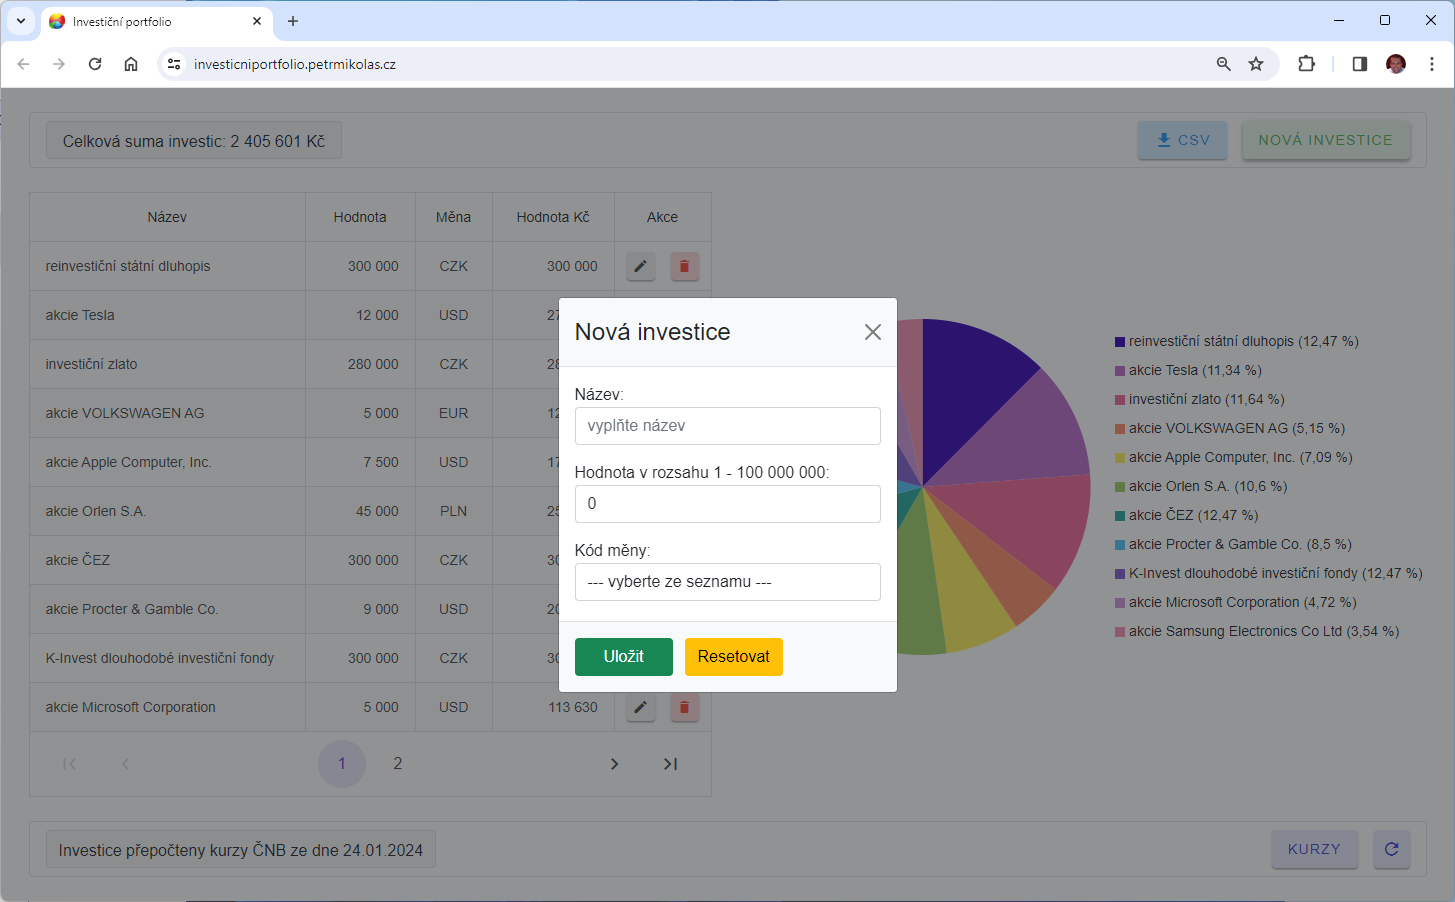 Investiční portfolio
investicniportfolio.petrmikolas.cz
Celková suma investic: 2 405 601 Kč
CSV
NOVÁ INVESTICE
Název Hodnota Měna Hodnota Kč Akce
reinvestiční státní dluhopis 300 000 CZK 300 000
akcie Tesla 12 000 USD 27
investiční zlato 280 000 CZK 28
akcie VOLKSWAGEN AG 5 000 EUR 12
akcie Apple Computer, Inc. 7 500 USD 17
akcie Orlen S.A. 45 000 PLN 25
akcie ČEZ 300 000 CZK 30
akcie Procter & Gamble Co. 9 000 USD 20
K-Invest dlouhodobé investiční fondy 300 000 CZK 30
akcie Microsoft Corporation 5 000 USD 113 630
1 2
Nová investice
Název:
vyplňte název
Hodnota v rozsahu 1 - 100 000 000:
0
Kód měny:
--- vyberte ze seznamu ---
Uložit
Resetovat
reinvestiční státní dluhopis (12,47 %)
akcie Tesla (11,34 %)
investiční zlato (11,64 %)
akcie VOLKSWAGEN AG (5,15 %)
akcie Apple Computer, Inc. (7,09 %)
akcie Orlen S.A. (10,6 %)
akcie ČEZ (12,47 %)
akcie Procter & Gamble Co. (8,5 %)
K-Invest dlouhodobé investiční fondy (12,47 %)
akcie Microsoft Corporation (4,72 %)
akcie Samsung Electronics Co Ltd (3,54 %)
Investice přepočteny kurzy ČNB ze dne 24.01.2024
KURZY